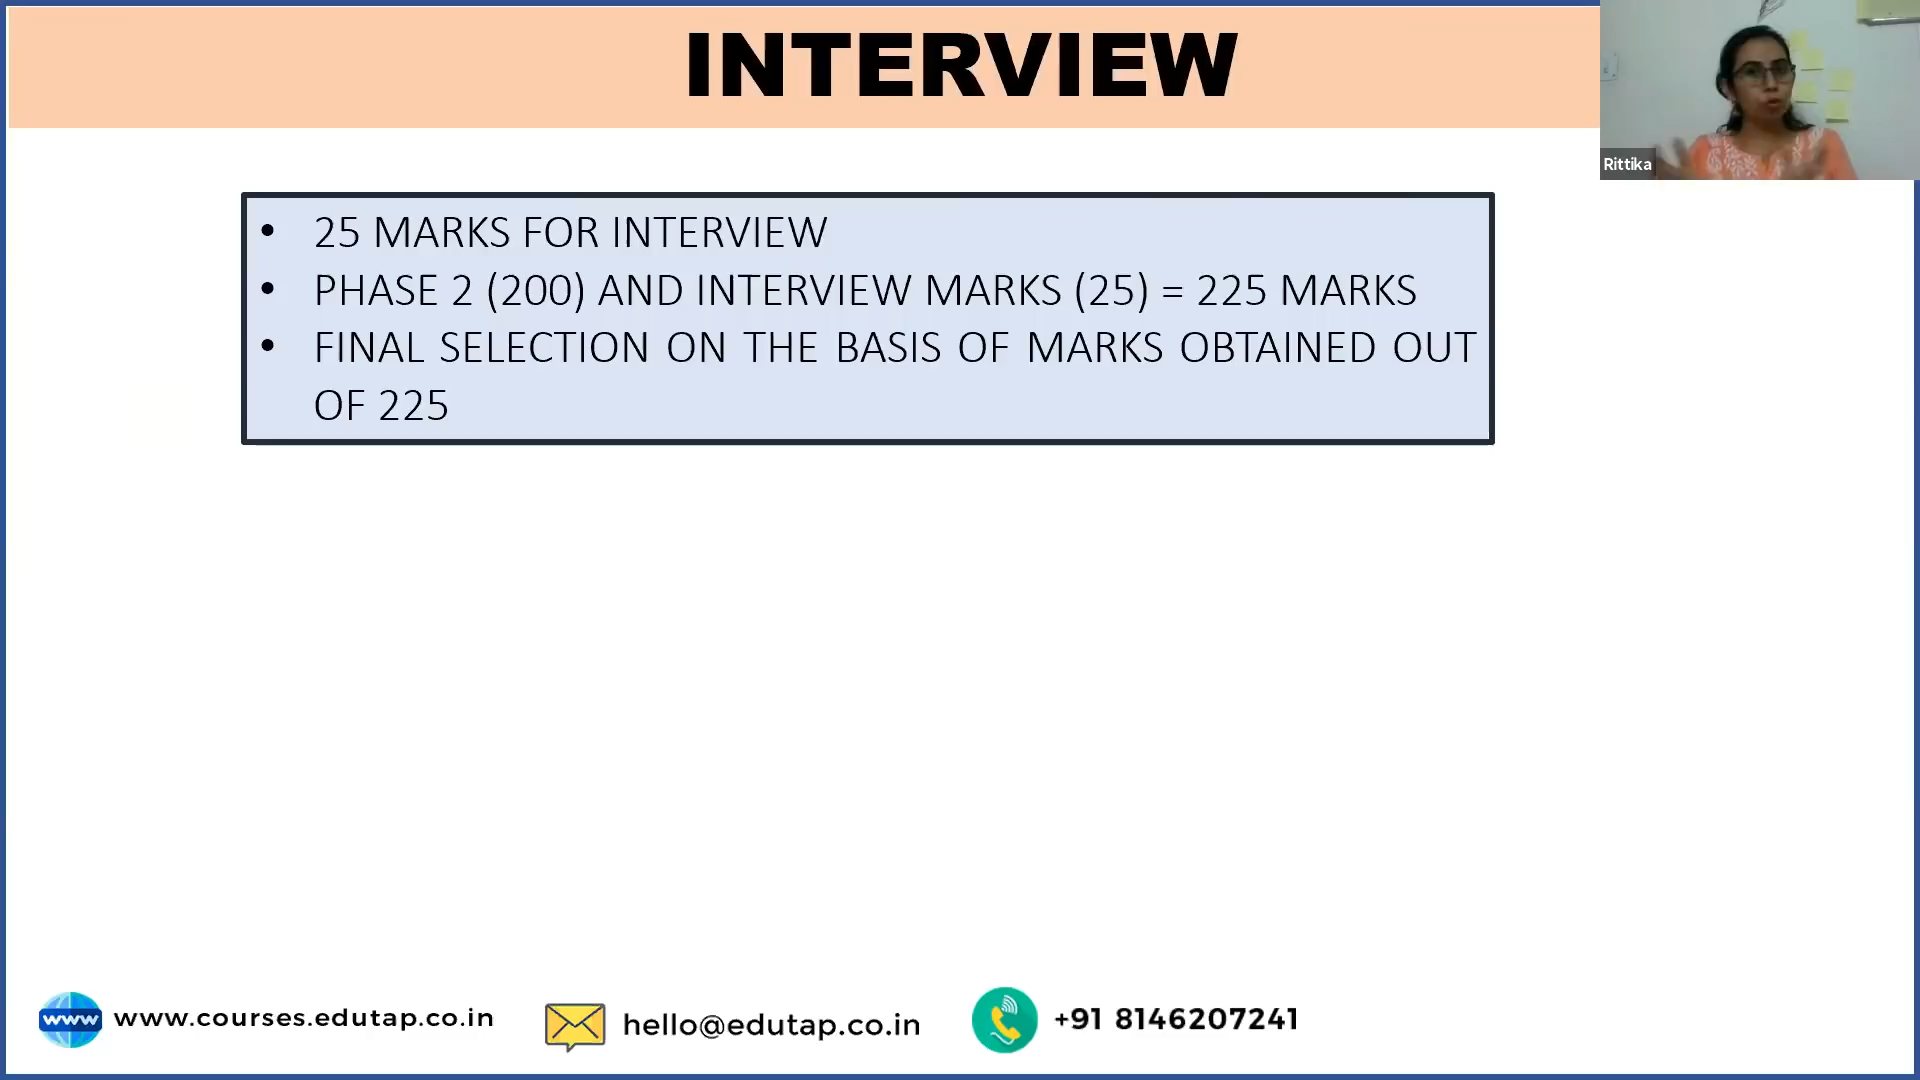 INTERVIEW
Rittika
• 25 MARKS FOR INTERVIEW
• PHASE 2 (200) AND INTERVIEW MARKS (25) = 225 MARKS
• FINAL SELECTION ON THE BASIS OF MARKS OBTAINED OUT
OF 225
www www.courses.edutap.co.in
hello@edutap.co.in
+91 8146207241